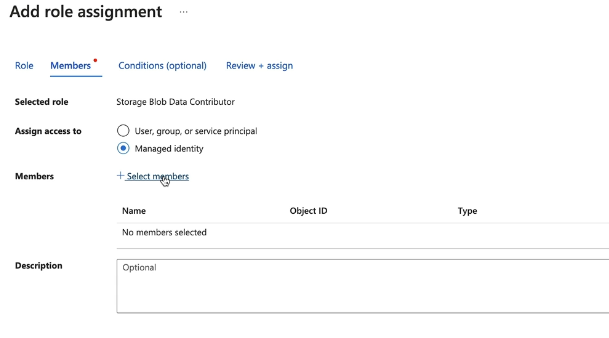 Add role assignment ...
Role Members Conditions (optional) Review + assign
Selected role Storage Blob Data Contributor
Assign access to User, group, or service principal
Managed identity
Members + Select members
Name Object ID Type
No members selected
Description Optional